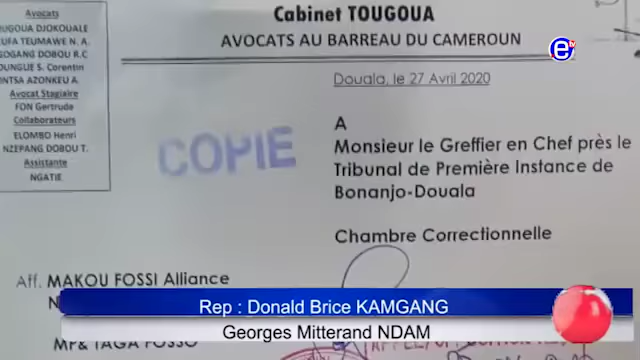 Avocats
UGOUA DJOKOUALE
UFA TEUMAWE N. A.
GOGANG DOBOU R.C
OUNGUE S. Corentin
ONTSA AZONKEU A.
Avocat Stagiaire
FON Gertrude
Collaborateurs
ELOMBO Henri
NZEPANG DOBOU T.
Assistante
NGATIE
Cabinet TOUGOUA
AVOCATS AU BARREAU DU CAMEROUN
Douala, le 27 Avril 2020
COPIE
A
Monsieur le Greffier en Chef près le
Tribunal de Première Instance de
Bonanjo-Douala
Chambre Correctionnelle
Aff. MAKOU FOSSI Alliance
MP& TAGA FOSSO
Rep : Donald Brice KAMGANG
Georges Mitterand NDAM